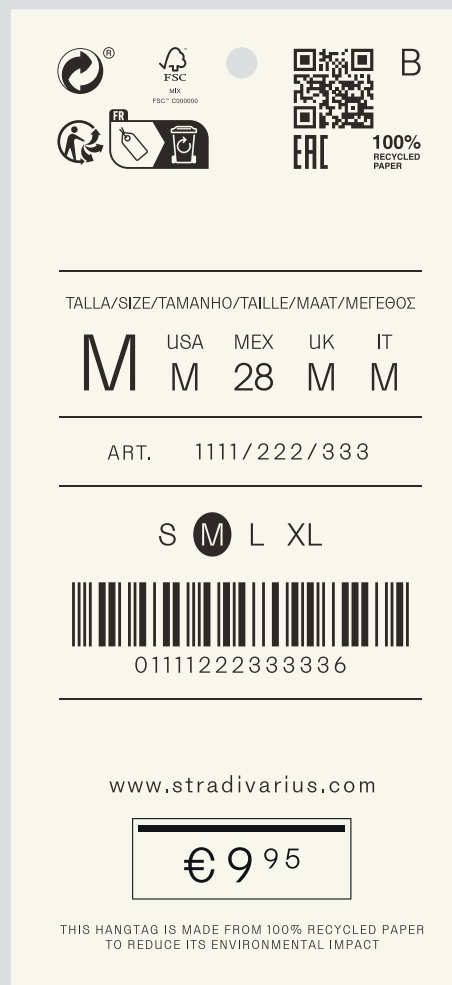 ®
FSC
MIX
FSC™ C000000
B
FR
EAC
100%
RECYCLED
PAPER
TALLA/SIZE/TAMANHO/TAILLE/MAAT/ΜΕΓΕΘΟΣ
M
USA MEX UK IT
M 28 M M
ART. 1111/222/333
S M L XL
01111222333336
www.stradivarius.com
€9 95
THIS HANGTAG IS MADE FROM 100% RECYCLED PAPER
TO REDUCE ITS ENVIRONMENTAL IMPACT